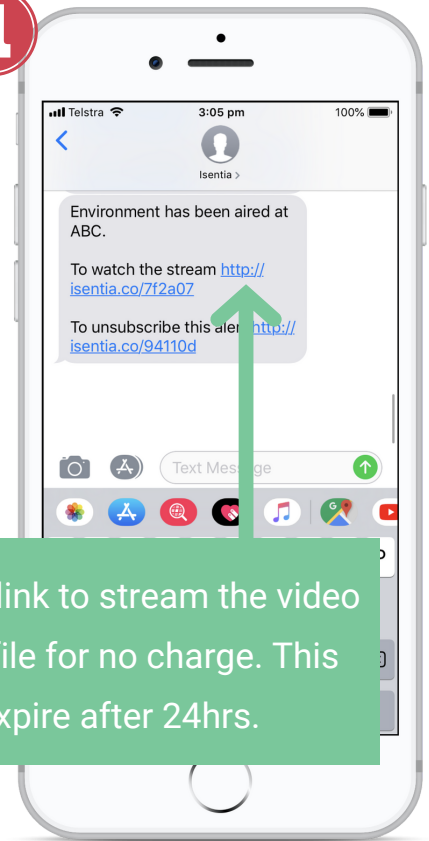 1
Telstra
3:05 pm
100%
Isentia >
Environment has been aired at
ABC.
To watch the stream http://
isentia.co/7f2a07
To unsubscribe this aler http://
isentia.co/94110d
Text Message
link to stream the video
file for no charge. This
xpire after 24hrs.